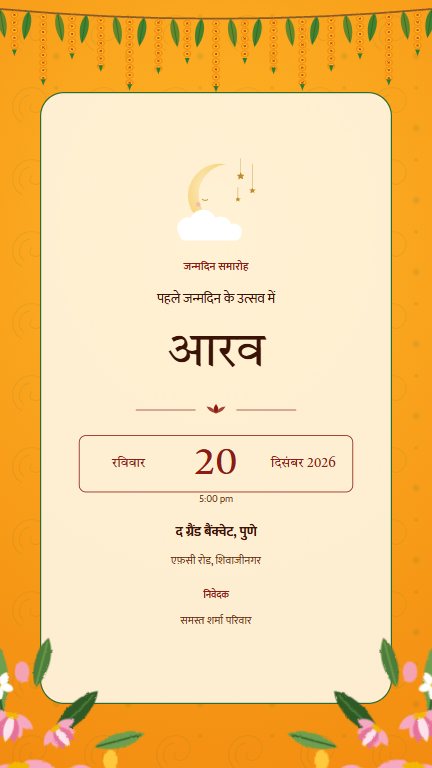 जन्मदिन समारोह
पहले जन्मदिन के उत्सव में
आरव
रविवार 20 दिसंबर 2026
5:00 pm
द ग्रैंड बैंक्वेट, पुणे
एफ़सी रोड, शिवाजीनगर
निवेदक
समस्त शर्मा परिवार